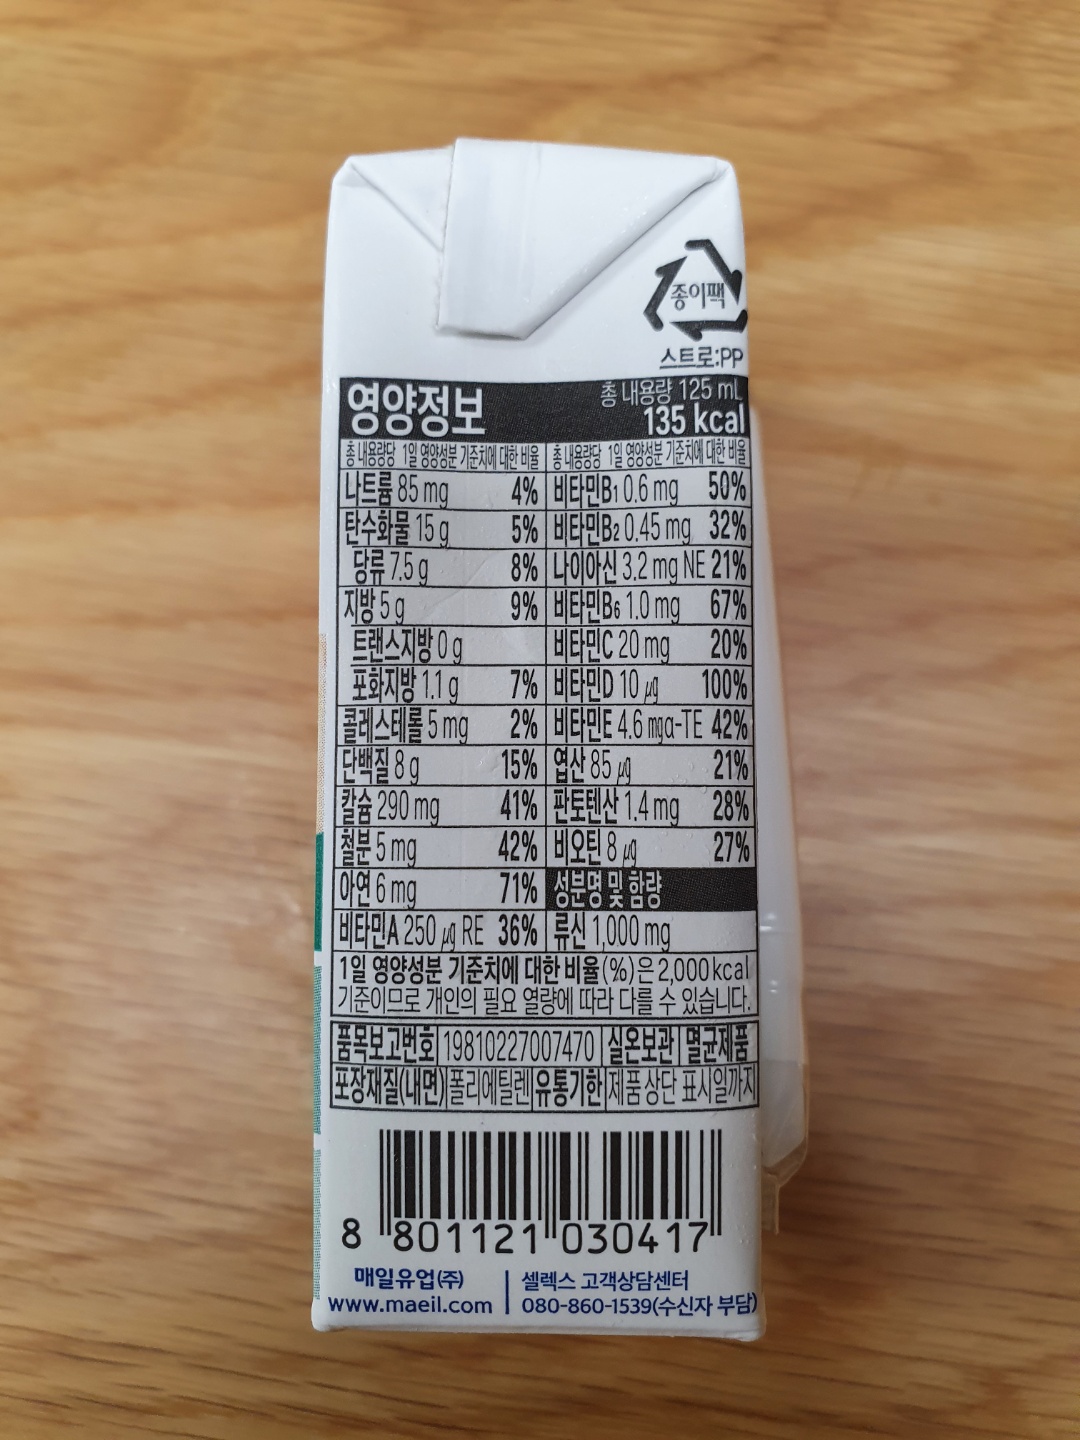 종이팩
스트로:PP
영양정보
총 내용량 125 mL
135 kcal
총 내용량당 1일 영양성분 기준치에 대한 비율 총 내용량당 1일 영양성분 기준치에 대한 비율
나트륨 85 mg 4% 비타민B1 0.6 mg 50%
탄수화물 15 g 5% 비타민B2 0.45 mg 32%
당류 7.5 g 8% 나이아신 3.2 mg NE 21%
지방 5 g 9% 비타민B6 1.0 mg 67%
트랜스지방 0 g 비타민C 20 mg 20%
포화지방 1.1 g 7% 비타민D 10 μg 100%
콜레스테롤 5 mg 2% 비타민E 4.6 mgα-TE 42%
단백질 8 g 15% 엽산 85 μg 21%
칼슘 290 mg 41% 판토텐산 1.4 mg 28%
철분 5 mg 42% 비오틴 8 μg 27%
아연 6 mg 71% 성분명 및 함량
비타민A 250 μg RE 36% 류신 1,000 mg
1일 영양성분 기준치에 대한 비율(%)은 2,000 kcal
기준이므로 개인의 필요 열량에 따라 다를 수 있습니다.
품목보고번호 19810227007470 실온보관 멸균제품
포장재질(내면) 폴리에틸렌 유통기한 제품 상단 표시일까지
8 801121 030417
매일유업(주) 셀렉스 고객상담센터
www.maeil.com 080-860-1539(수신자 부담)